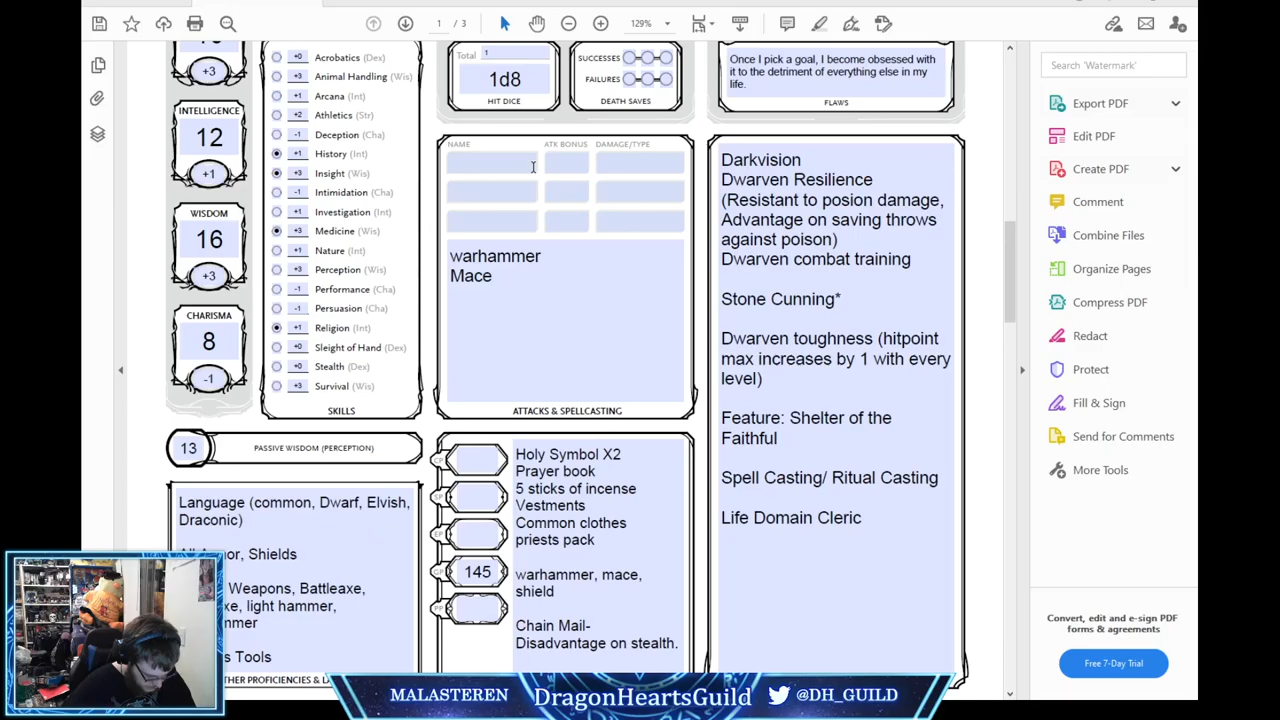 1 / 3
129%
+3
INTELLIGENCE
12
+1
WISDOM
16
+3
CHARISMA
8
-1
+0 Acrobatics (Dex)
+3 Animal Handling (Wis)
+1 Arcana (Int)
+2 Athletics (Str)
-1 Deception (Cha)
+1 History (Int)
+3 Insight (Wis)
-1 Intimidation (Cha)
+1 Investigation (Int)
+3 Medicine (Wis)
+1 Nature (Int)
+3 Perception (Wis)
-1 Performance (Cha)
-1 Persuasion (Cha)
+1 Religion (Int)
+0 Sleight of Hand (Dex)
+0 Stealth (Dex)
+3 Survival (Wis)
SKILLS
13 PASSIVE WISDOM (PERCEPTION)
Language (common, Dwarf, Elvish,
Draconic)
Armor, Shields
Weapons, Battleaxe,
light hammer,
Tools
Total 1
1d8
HIT DICE
SUCCESSES
FAILURES
DEATH SAVES
NAME ATK BONUS DAMAGE/TYPE
warhammer
Mace
ATTACKS & SPELLCASTING
CP
SP
EP
GP 145
PP
Holy Symbol X2
Prayer book
5 sticks of incense
Vestments
Common clothes
priests pack
warhammer, mace,
shield
Chain Mail-
Disadvantage on stealth.
Once I pick a goal, I become obsessed with
it to the detriment of everything else in my
life.
FLAWS
Darkvision
Dwarven Resilience
(Resistant to posion damage,
Advantage on saving throws
against poison)
Dwarven combat training
Stone Cunning*
Dwarven toughness (hitpoint
max increases by 1 with every
level)
Feature: Shelter of the
Faithful
Spell Casting/ Ritual Casting
Life Domain Cleric
Search 'Watermark'
Export PDF
Edit PDF
Create PDF
Comment
Combine Files
Organize Pages
Compress PDF
Redact
Protect
Fill & Sign
Send for Comments
More Tools
Convert, edit and e-sign PDF
forms & agreements
Free 7-Day Trial
MALASTEREN DragonHeartsGuild @DH_GUILD